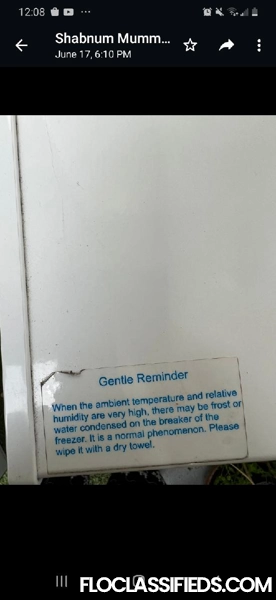 12:08
Shabnum Mumm...
June 17, 6:10 PM
Gentle Reminder
When the ambient temperature and relative
humidity are very high, there may be frost or
water condensed on the breaker of the
freezer. It is a normal phenomenon. Please
wipe it with a dry towel.
FLOCLASSIFIEDS.COM